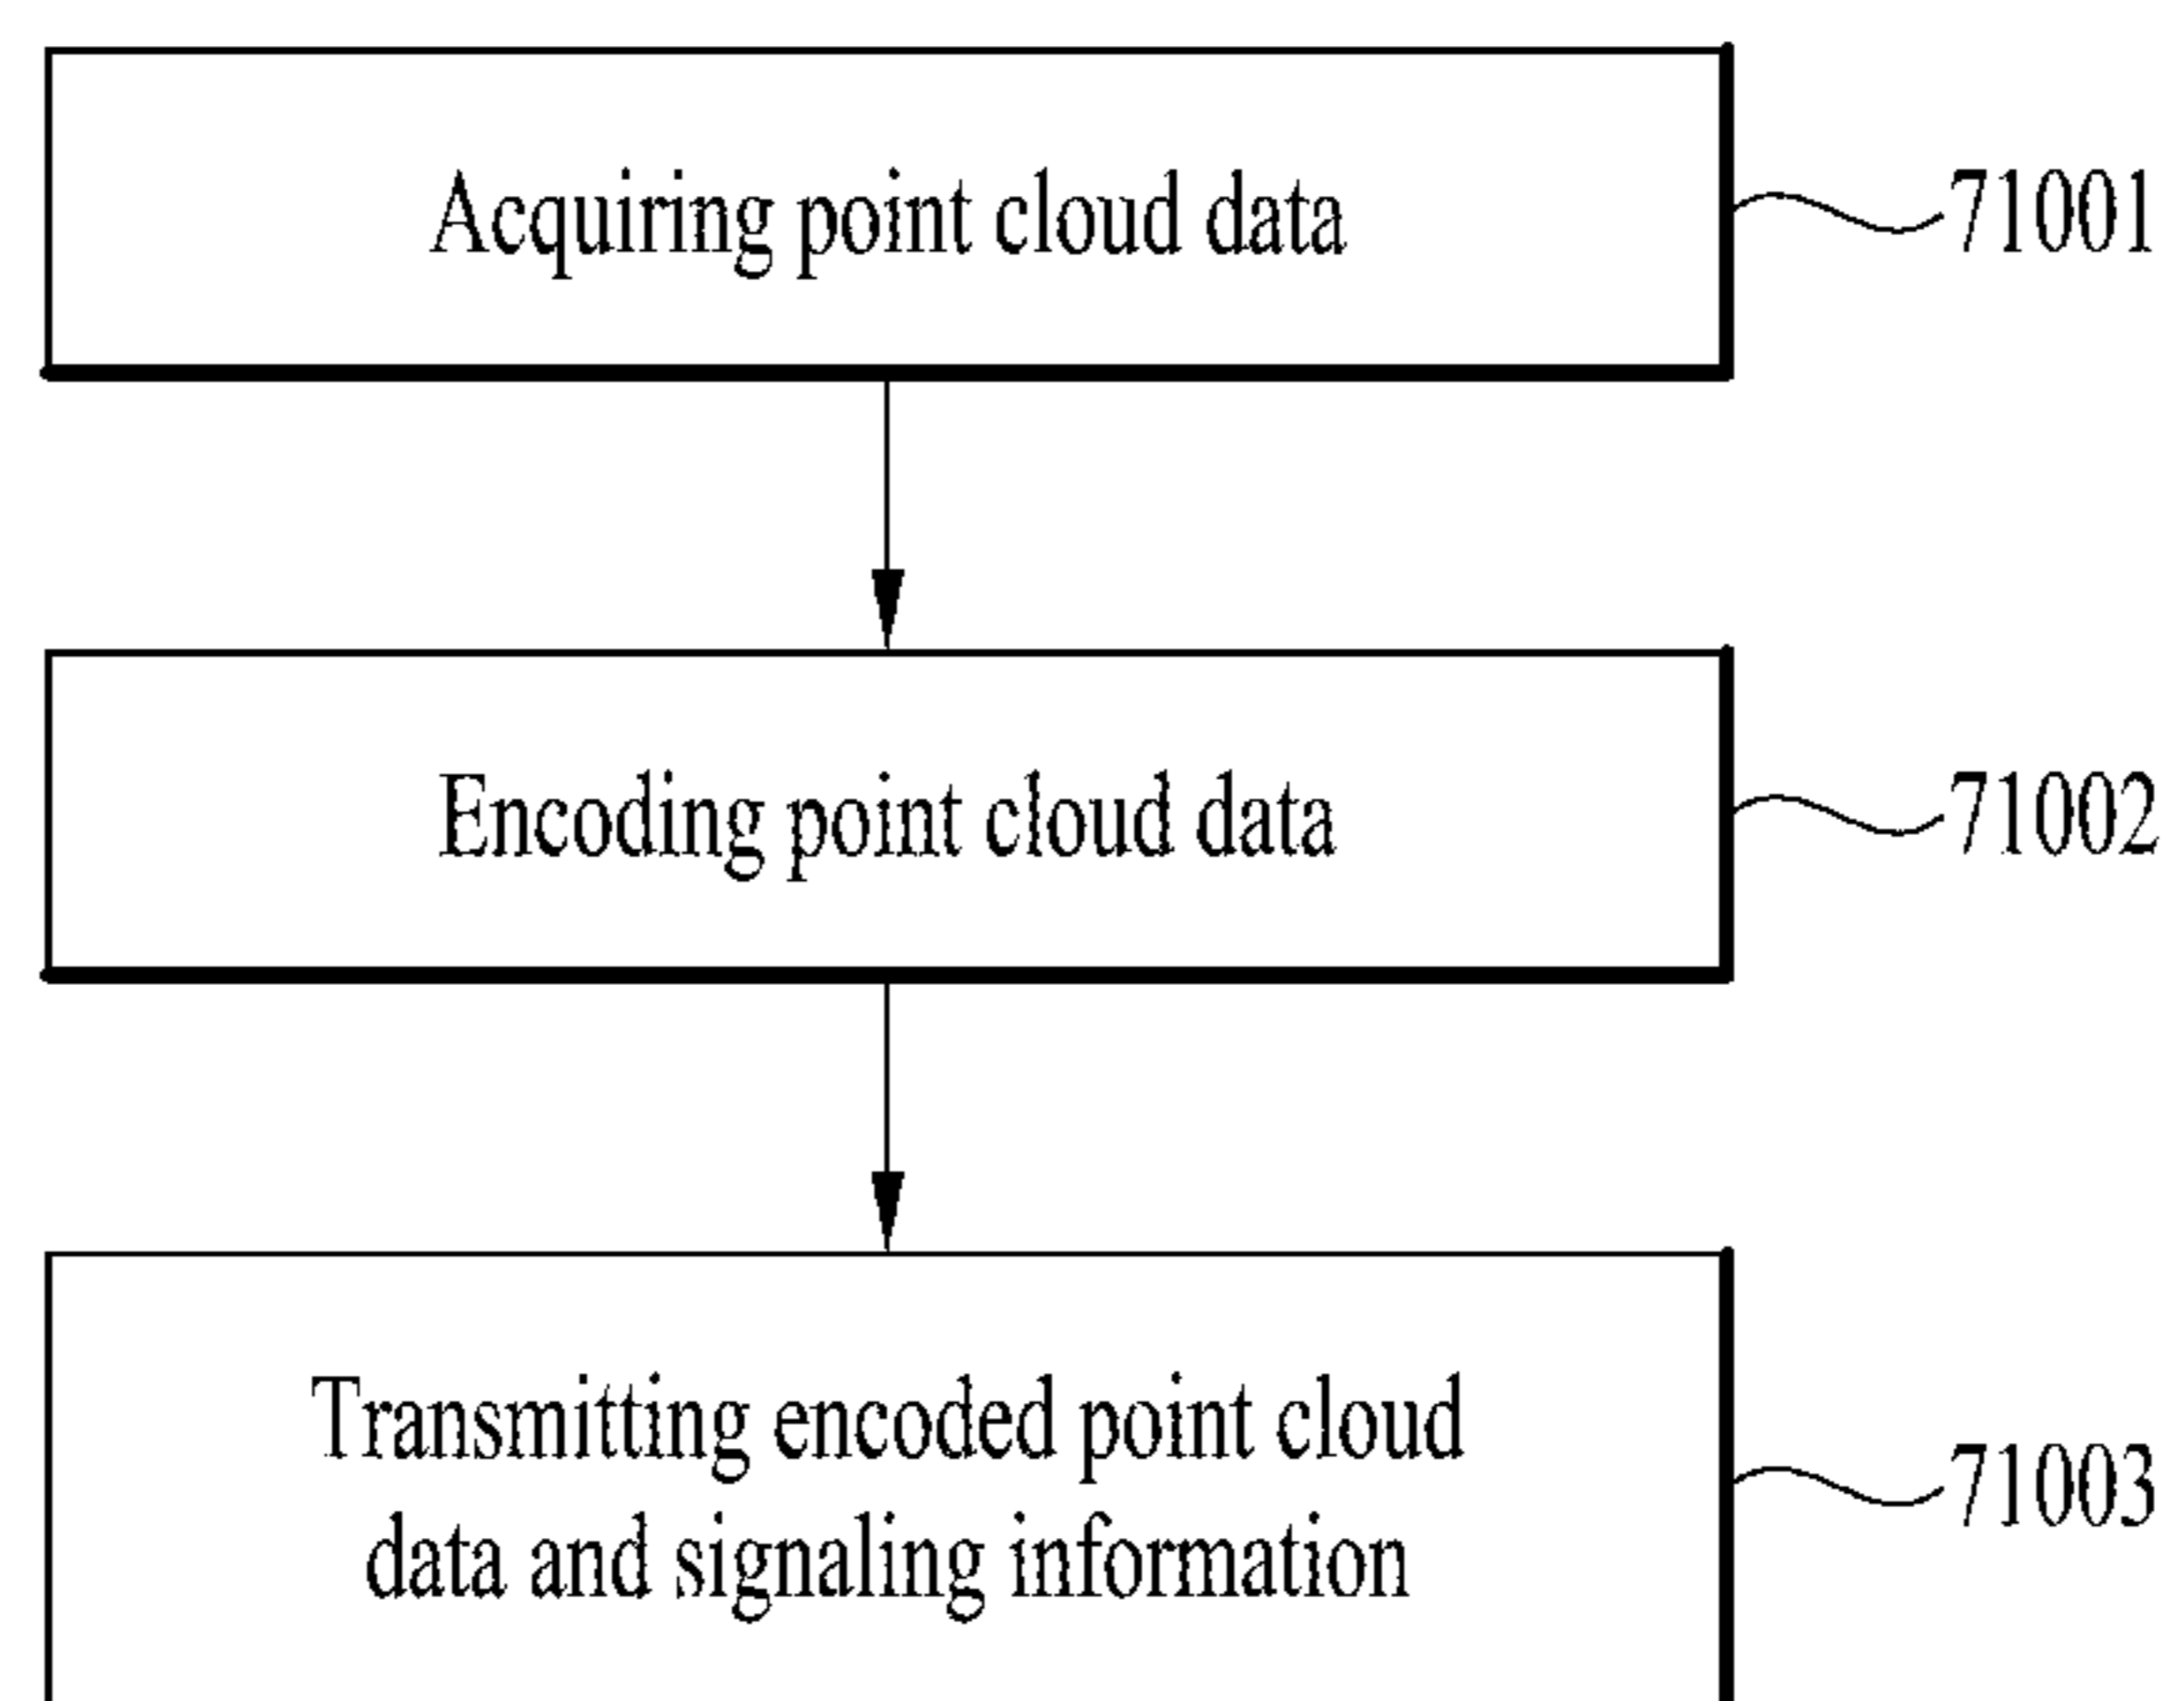 Acquiring point cloud data
71001
Encoding point cloud data
71002
Transmitting encoded point cloud
data and signaling information
71003